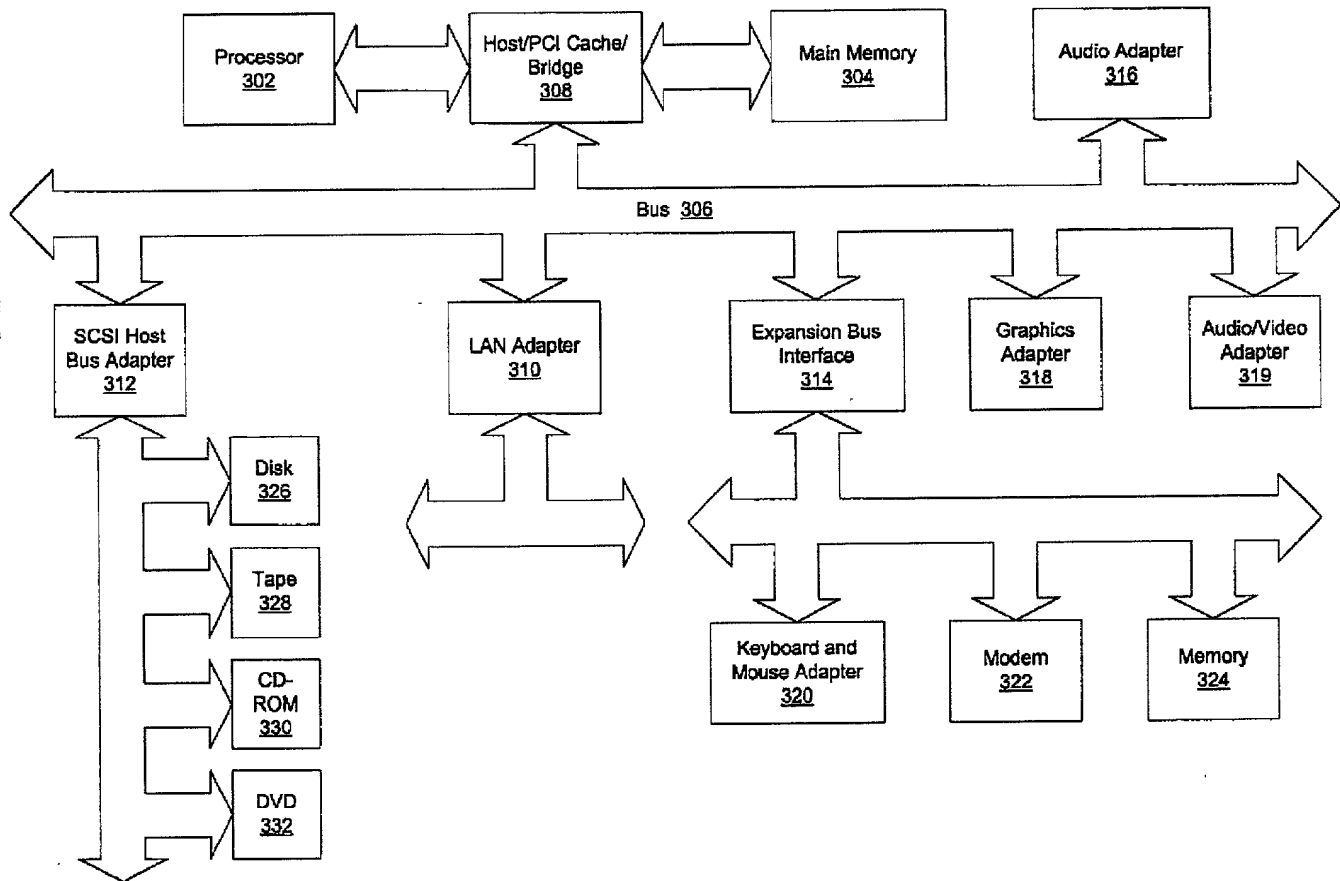 Processor
302
Host/PCI Cache/
Bridge
308
Main Memory
304
Audio Adapter
316
Bus 306
SCSI Host
Bus Adapter
312
LAN Adapter
310
Expansion Bus
Interface
314
Graphics
Adapter
318
Audio/Video
Adapter
319
Disk
326
Tape
328
CD-
ROM
330
DVD
332
Keyboard and
Mouse Adapter
320
Modem
322
Memory
324